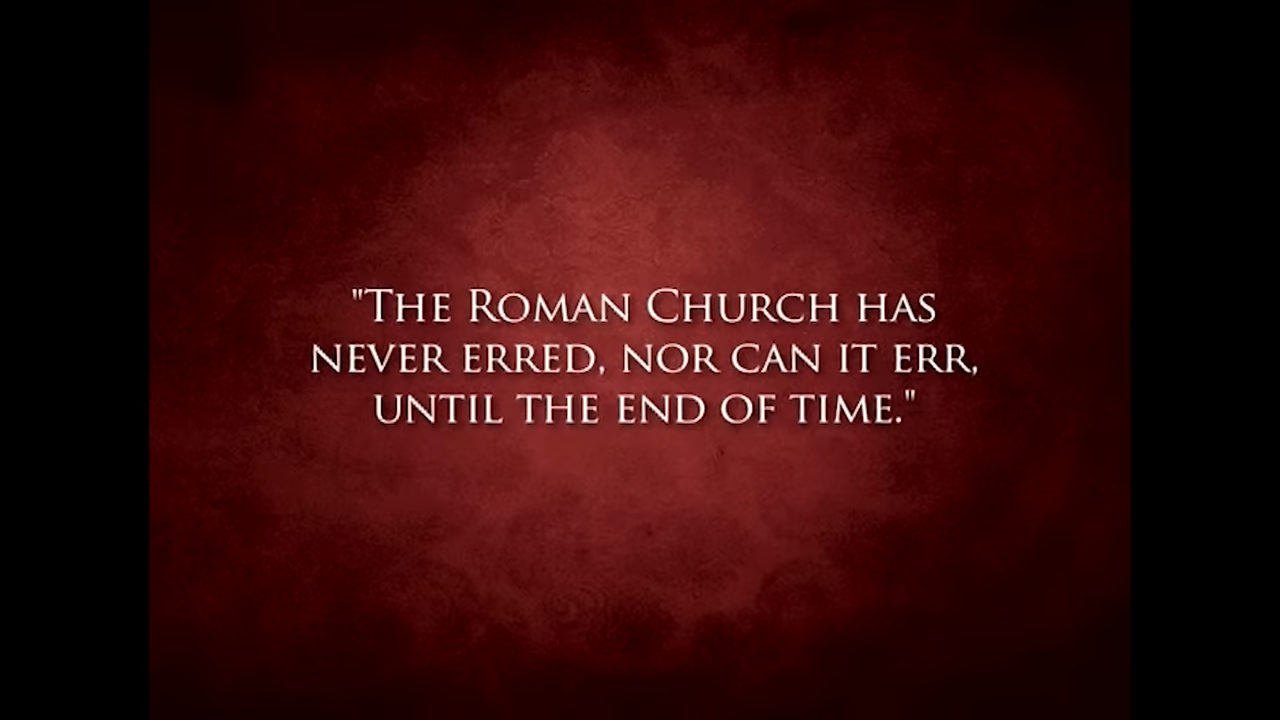 "The Roman Church has
never erred, nor can it err,
until the end of time."